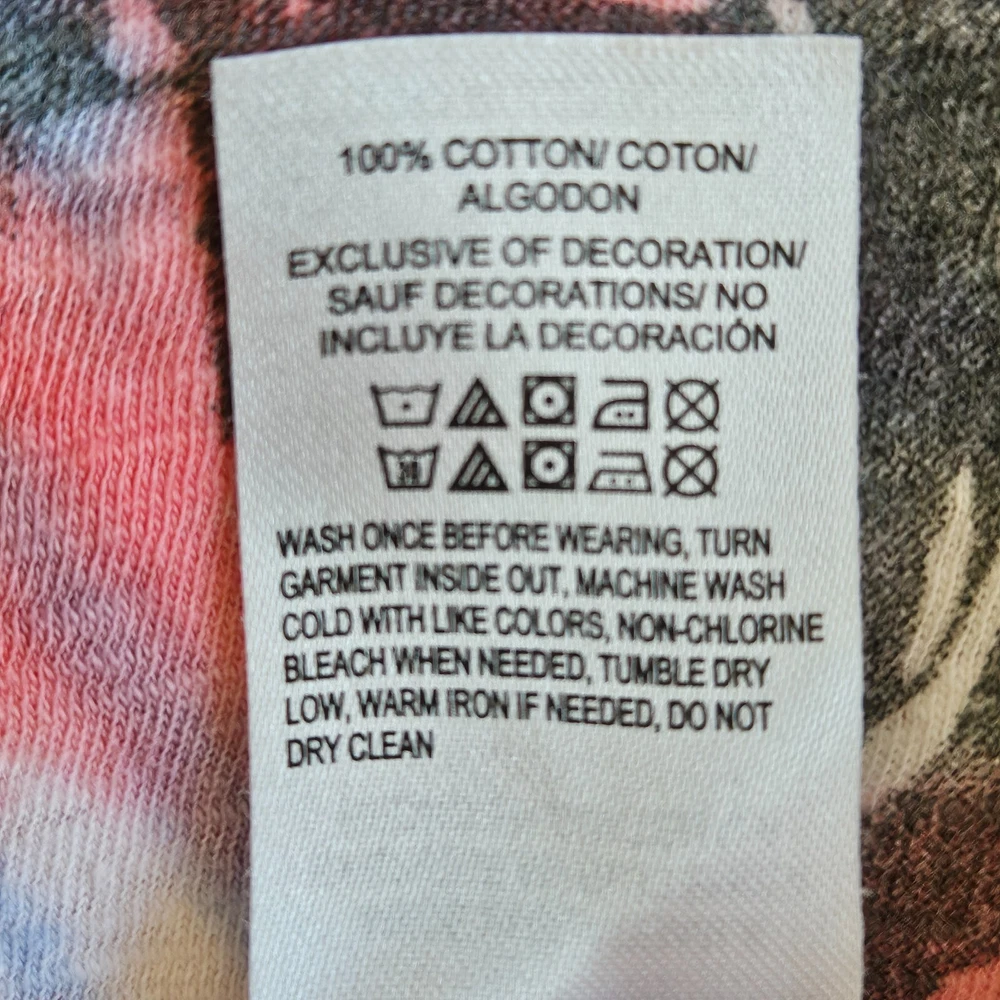 100% COTTON/ COTON/
ALGODON
EXCLUSIVE OF DECORATION/
SAUF DECORATIONS/ NO
INCLUYE LA DECORACIÓN
30
WASH ONCE BEFORE WEARING, TURN
GARMENT INSIDE OUT, MACHINE WASH
COLD WITH LIKE COLORS, NON-CHLORINE
BLEACH WHEN NEEDED, TUMBLE DRY
LOW, WARM IRON IF NEEDED, DO NOT
DRY CLEAN